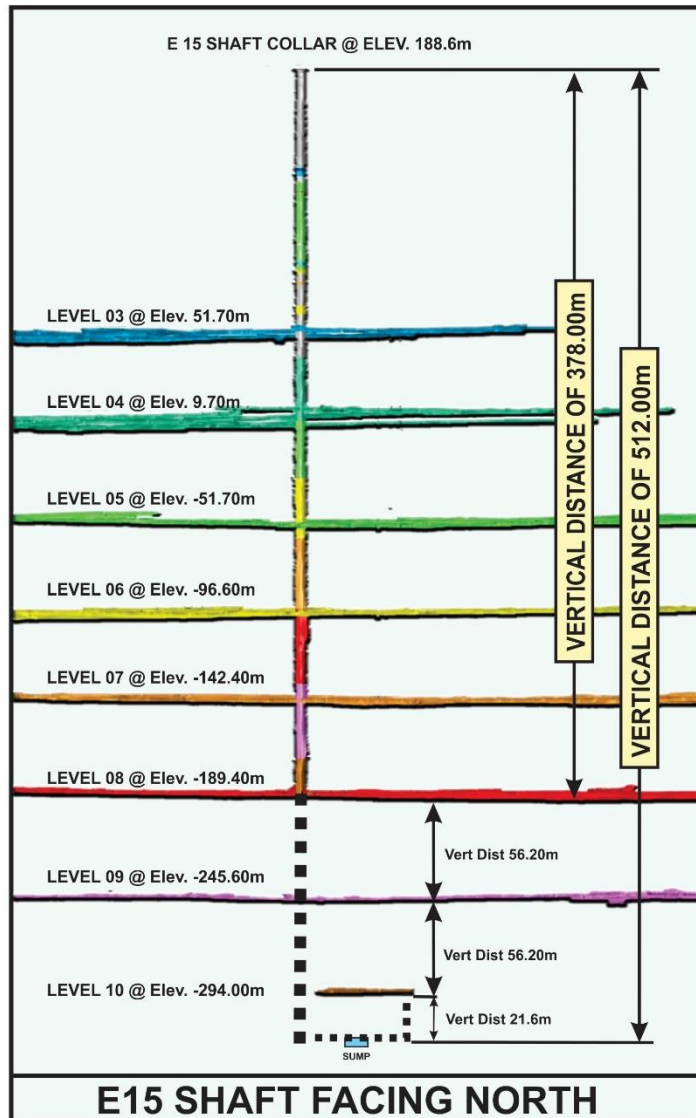 E 15 SHAFT COLLAR @ ELEV. 188.6m
LEVEL 03 @ Elev. 51.70m
LEVEL 04 @ Elev. 9.70m
LEVEL 05 @ Elev. -51.70m
LEVEL 06 @ Elev. -96.60m
LEVEL 07 @ Elev. -142.40m
LEVEL 08 @ Elev. -189.40m
VERTICAL DISTANCE OF 378.00m
VERTICAL DISTANCE OF 512.00m
Vert Dist 56.20m
LEVEL 09 @ Elev. -245.60m
Vert Dist 56.20m
LEVEL 10 @ Elev. -294.00m
Vert Dist 21.6m
SUMP
E15 SHAFT FACING NORTH